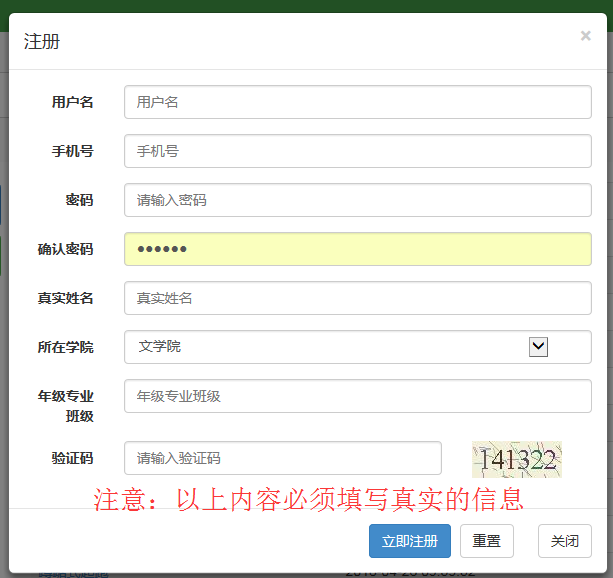 注册 ×
用户名 用户名
手机号 手机号
密码 请输入密码
确认密码 ●●●●●●
真实姓名 真实姓名
所在学院 文学院
年级专业 年级专业班级
班级
验证码 请输入验证码 141322
注意：以上内容必须填写真实的信息
立即注册 重置 关闭